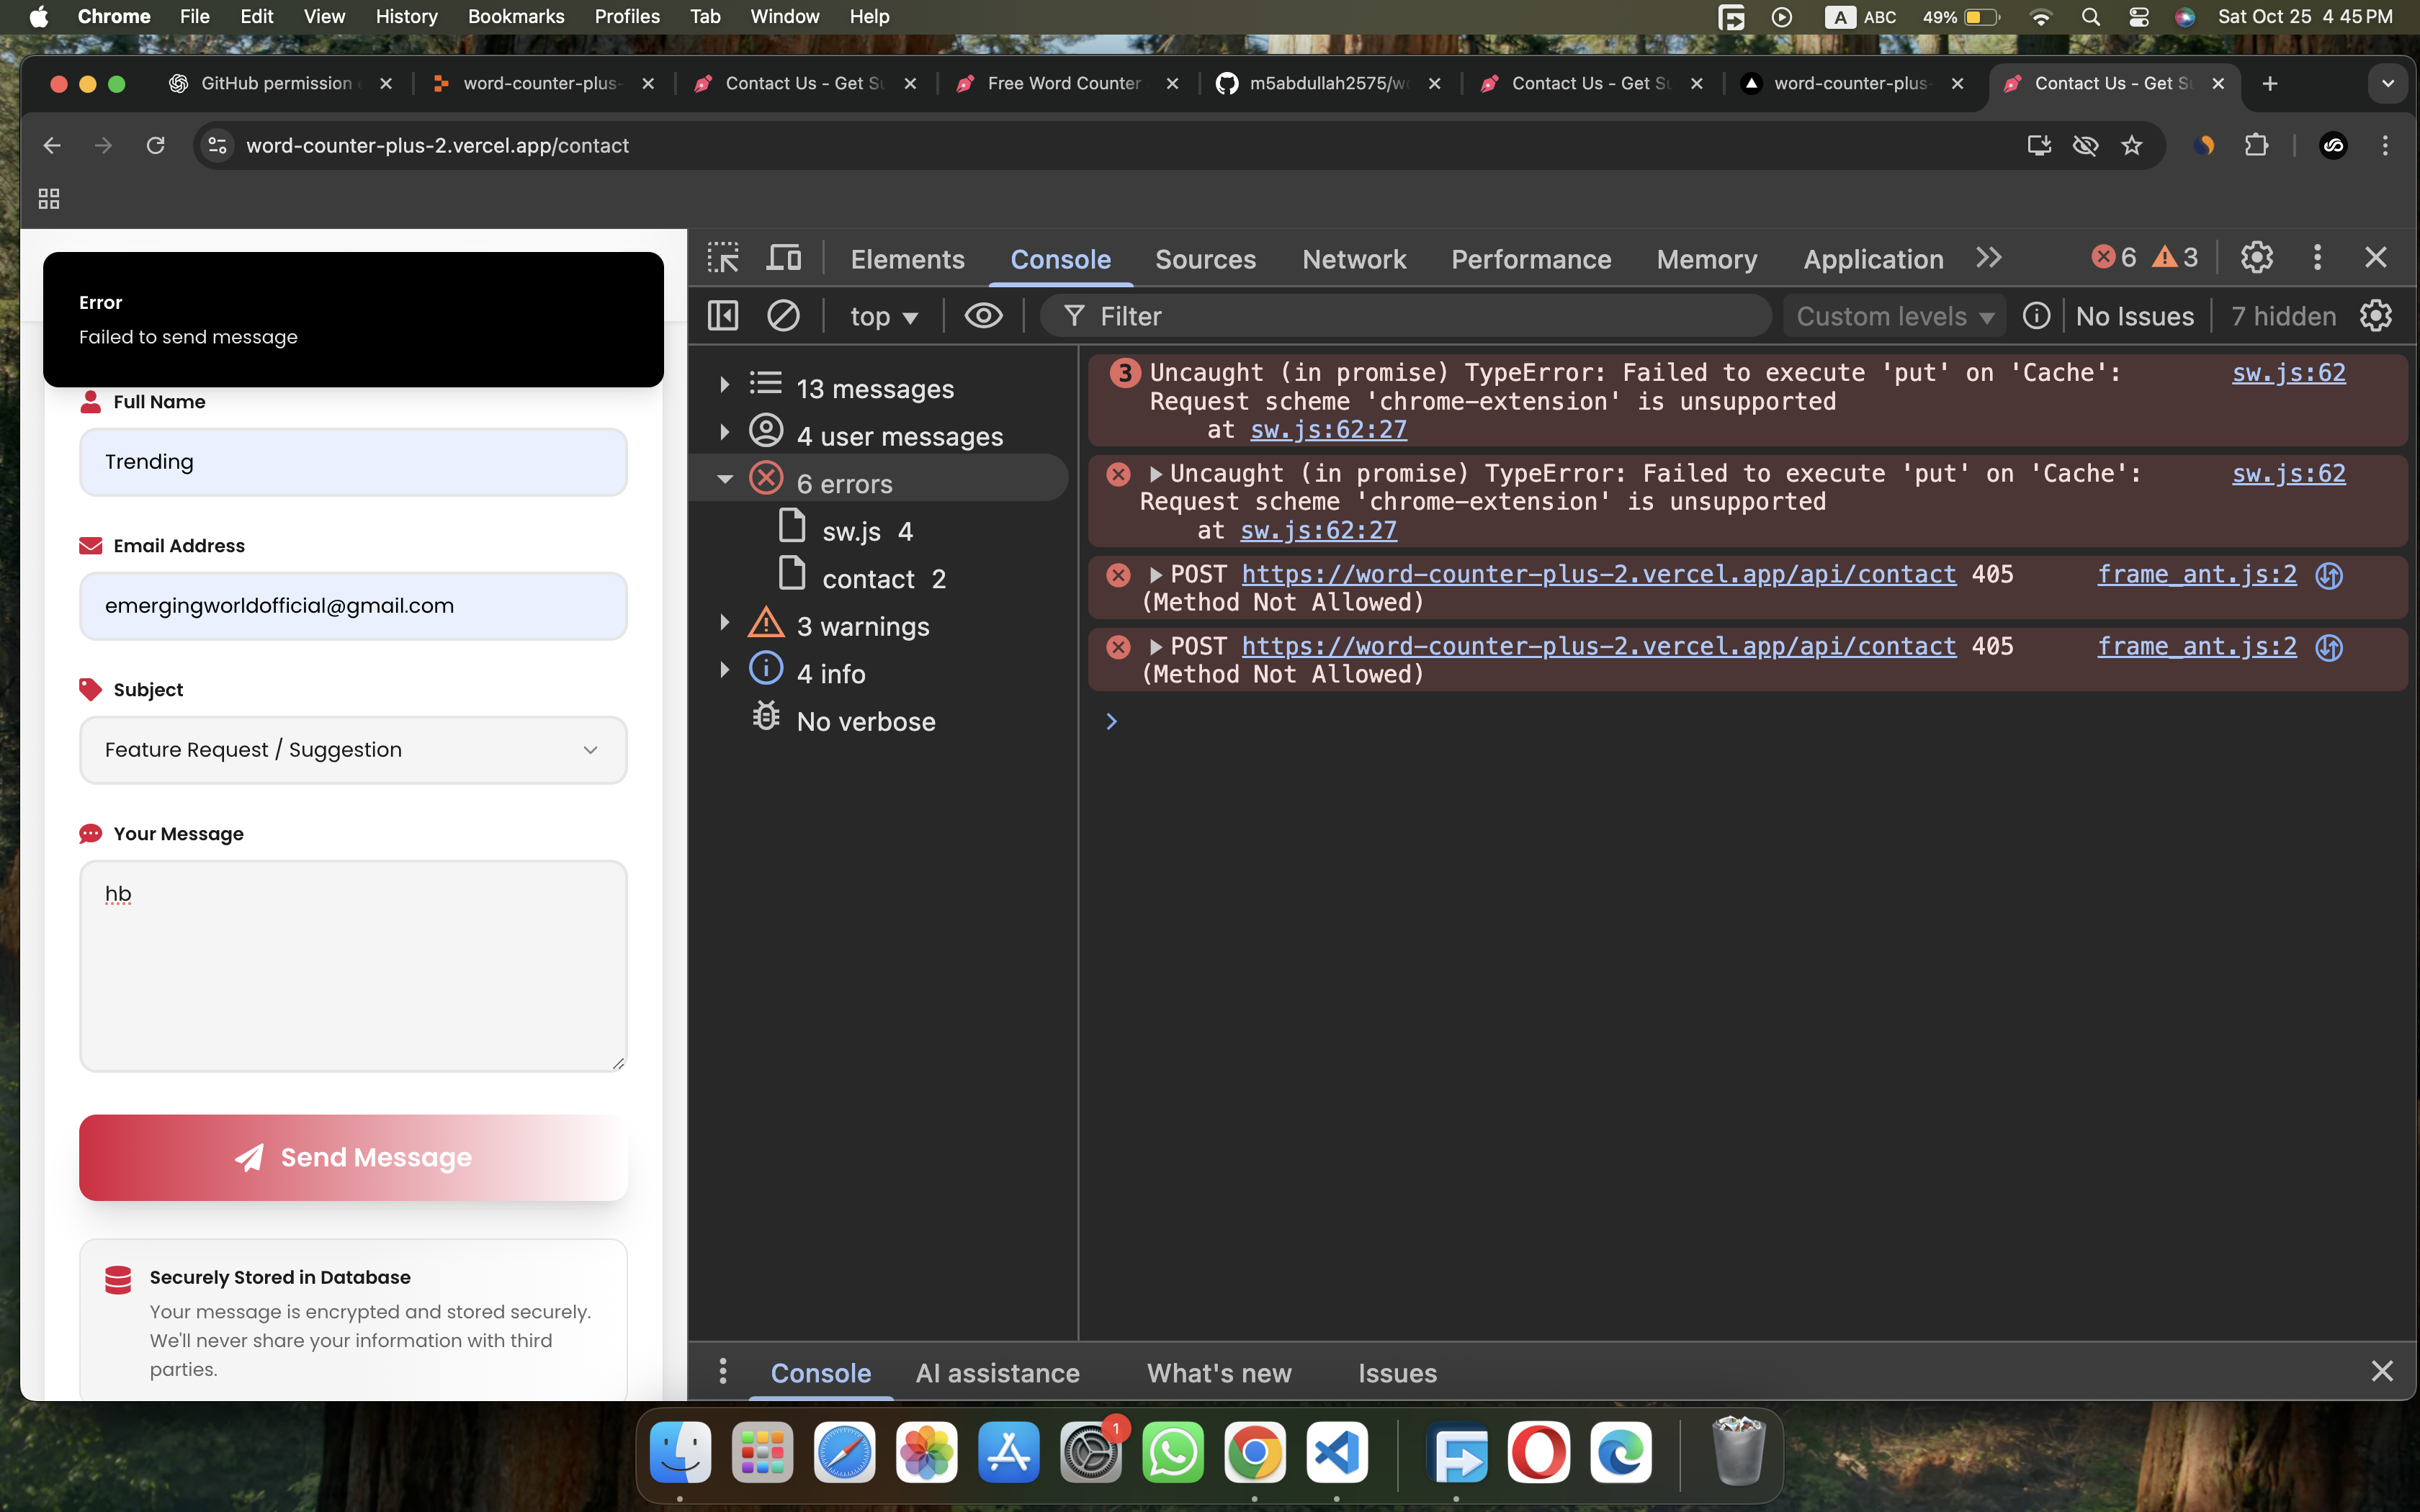 Chrome File Edit View History Bookmarks Profiles Tab Window Help
A ABC 49% Sat Oct 25 4 45 PM
GitHub permission
word-counter-plus-
Contact Us - Get Su
Free Word Counter
m5abdullah2575/wo
Contact Us - Get Su
word-counter-plus-
Contact Us - Get Su
word-counter-plus-2.vercel.app/contact
Error
Failed to send message
Full Name
Trending
Email Address
emergingworldofficial@gmail.com
Subject
Feature Request / Suggestion
Your Message
hb
Send Message
Securely Stored in Database
Your message is encrypted and stored securely.
We'll never share your information with third
parties.
Elements Console Sources Network Performance Memory Application 6 3
top Filter Custom levels No Issues 7 hidden
13 messages
4 user messages
6 errors
sw.js 4
contact 2
3 warnings
4 info
No verbose
3 Uncaught (in promise) TypeError: Failed to execute 'put' on 'Cache': sw.js:62
Request scheme 'chrome-extension' is unsupported
at sw.js:62:27
Uncaught (in promise) TypeError: Failed to execute 'put' on 'Cache': sw.js:62
Request scheme 'chrome-extension' is unsupported
at sw.js:62:27
POST https://word-counter-plus-2.vercel.app/api/contact 405 frame_ant.js:2
(Method Not Allowed)
POST https://word-counter-plus-2.vercel.app/api/contact 405 frame_ant.js:2
(Method Not Allowed)
Console AI assistance What's new Issues
1